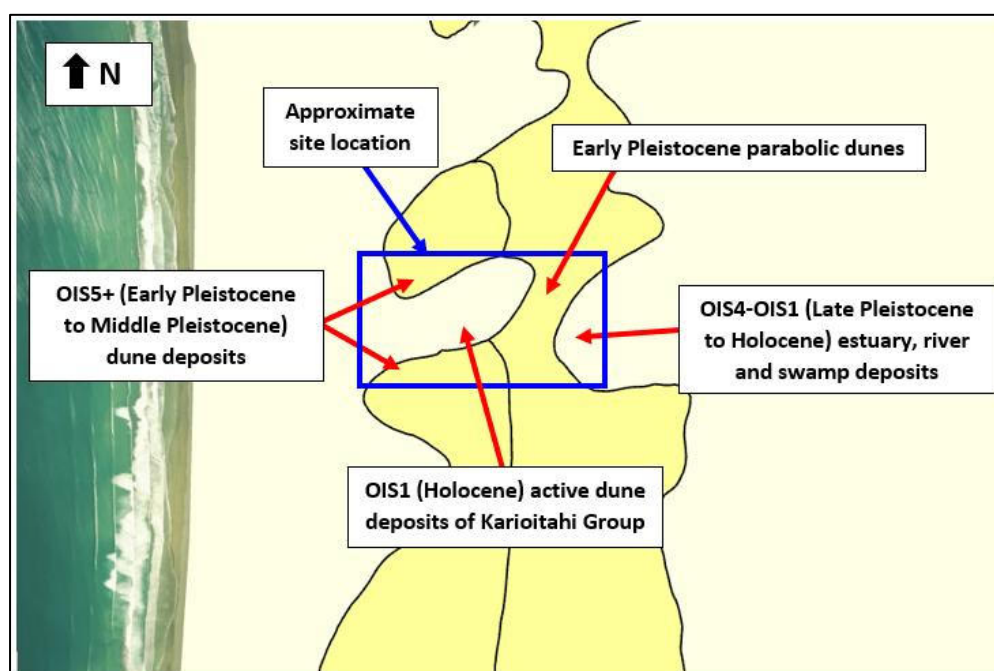 N
Approximate
site location
Early Pleistocene parabolic dunes
OIS5+ (Early Pleistocene
to Middle Pleistocene)
dune deposits
OIS4-OIS1 (Late Pleistocene
to Holocene) estuary, river
and swamp deposits
OIS1 (Holocene) active dune
deposits of Karioitahi Group